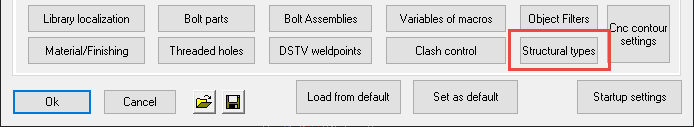 Library localization
Bolt parts
Bolt Assemblies
Variables of macros
Object Filters
Cnc contour
settings
Material/Finishing
Threaded holes
DSTV weldpoints
Clash control
Structural types
Ok
Cancel
Load from default
Set as default
Startup settings